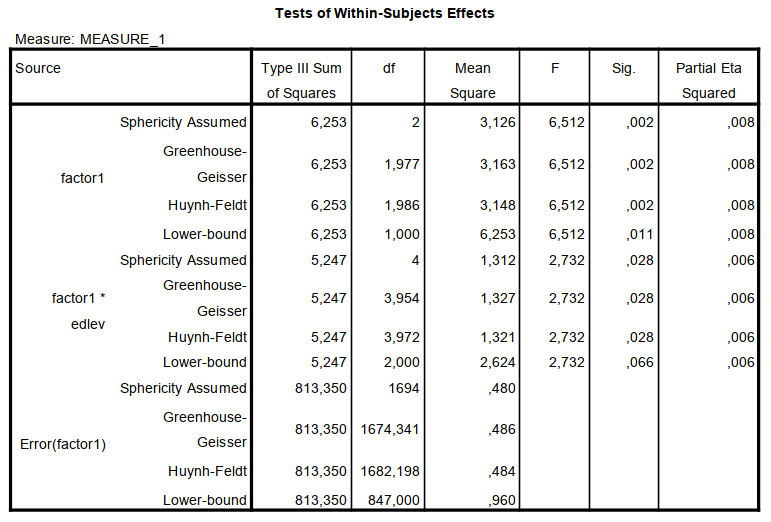 Tests of Within-Subjects Effects
Measure: MEASURE_1
Source Type III Sum of Squares df Mean Square F Sig. Partial Eta Squared
factor1 Sphericity Assumed 6,253 2 3,126 6,512 ,002 ,008
Greenhouse-Geisser 6,253 1,977 3,163 6,512 ,002 ,008
Huynh-Feldt 6,253 1,986 3,148 6,512 ,002 ,008
Lower-bound 6,253 1,000 6,253 6,512 ,011 ,008
factor1 * edlev Sphericity Assumed 5,247 4 1,312 2,732 ,028 ,006
Greenhouse-Geisser 5,247 3,954 1,327 2,732 ,028 ,006
Huynh-Feldt 5,247 3,972 1,321 2,732 ,028 ,006
Lower-bound 5,247 2,000 2,624 2,732 ,066 ,006
Error(factor1) Sphericity Assumed 813,350 1694 ,480
Greenhouse-Geisser 813,350 1674,341 ,486
Huynh-Feldt 813,350 1682,198 ,484
Lower-bound 813,350 847,000 ,960